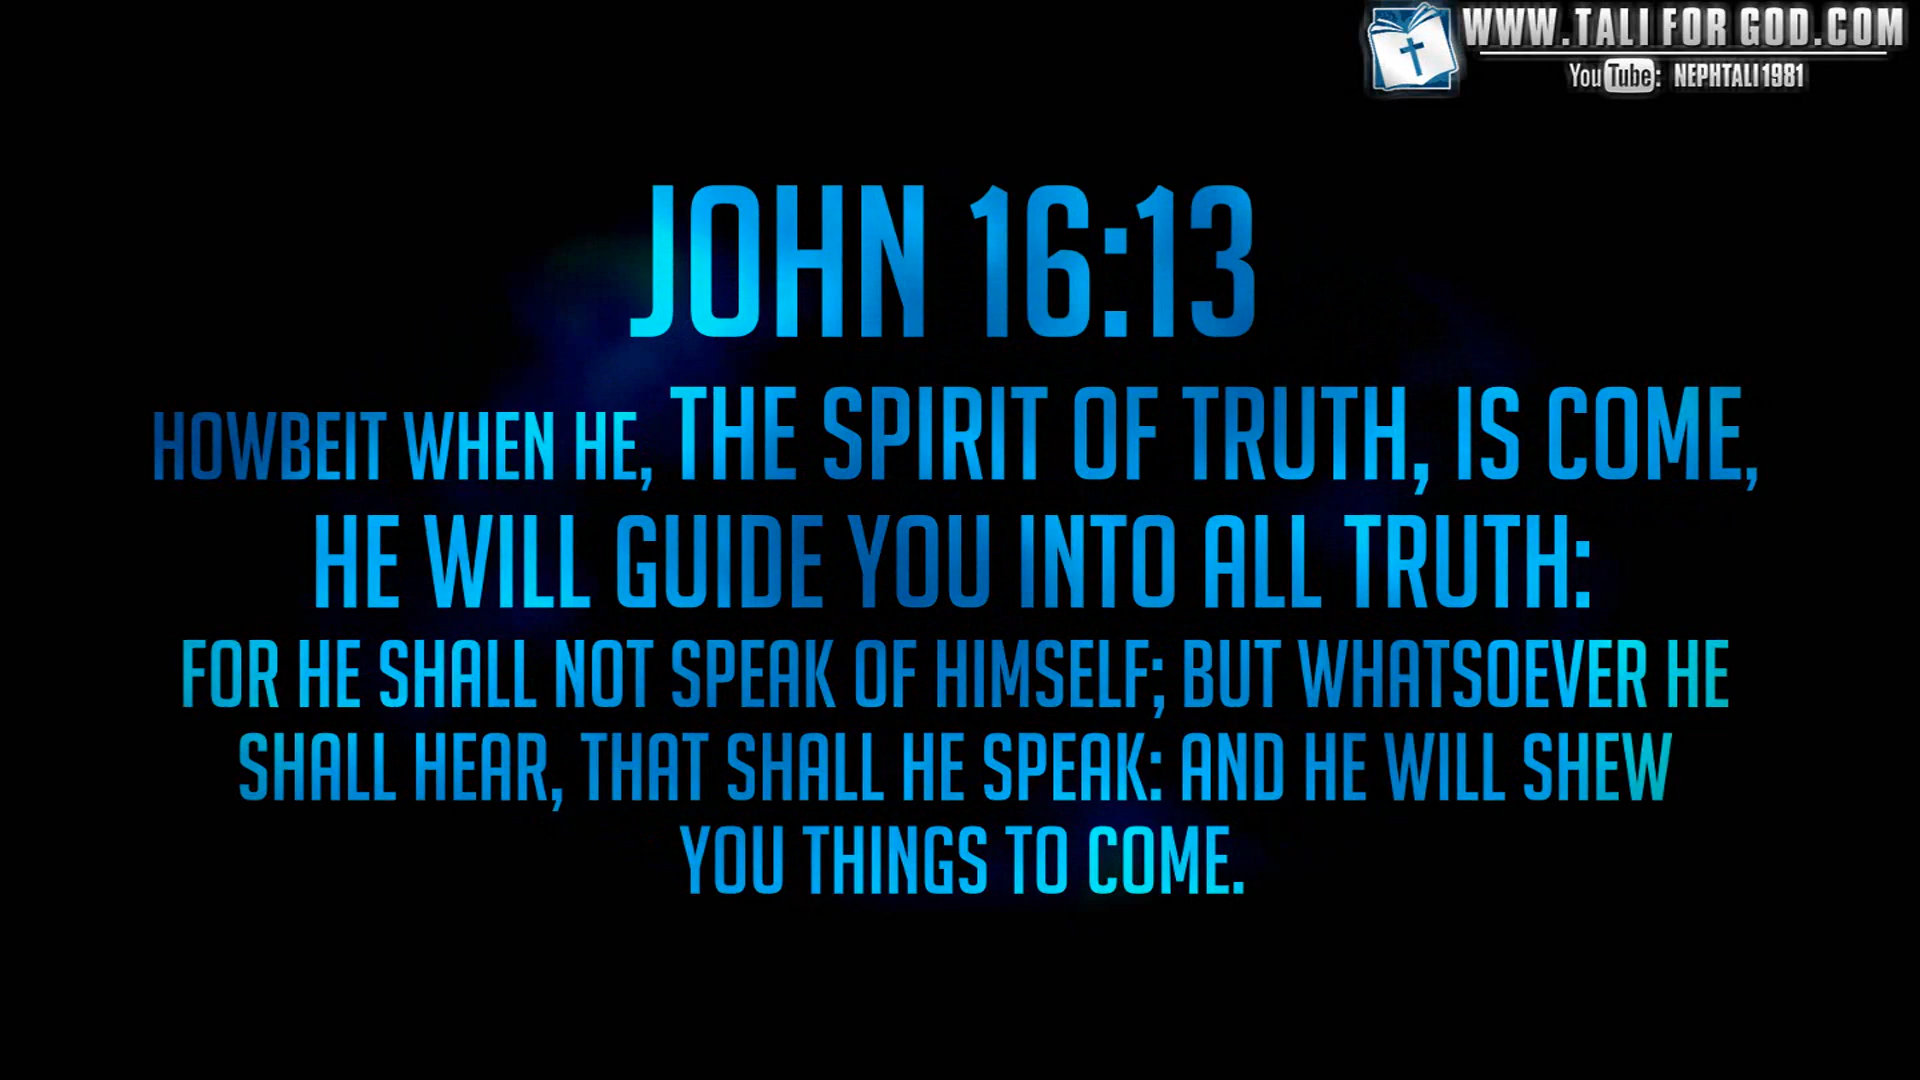 WWW.TALI FOR GOD.COM
YouTube: NEPHTALI1981
JOHN 16:13
HOWBEIT WHEN HE, THE SPIRIT OF TRUTH, IS COME,
HE WILL GUIDE YOU INTO ALL TRUTH:
FOR HE SHALL NOT SPEAK OF HIMSELF; BUT WHATSOEVER HE
SHALL HEAR, THAT SHALL HE SPEAK: AND HE WILL SHEW
YOU THINGS TO COME.